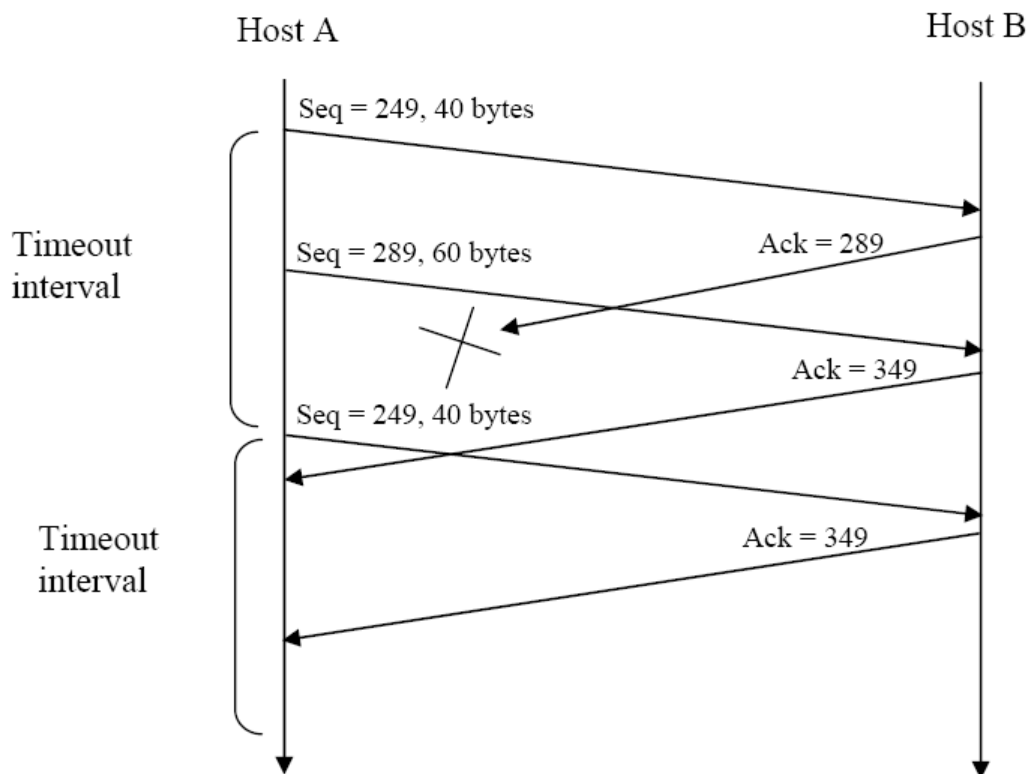 Host A
Host B
Seq = 249, 40 bytes
Ack = 289
Timeout
interval
Seq = 289, 60 bytes
Ack = 349
Seq = 249, 40 bytes
Timeout
interval
Ack = 349